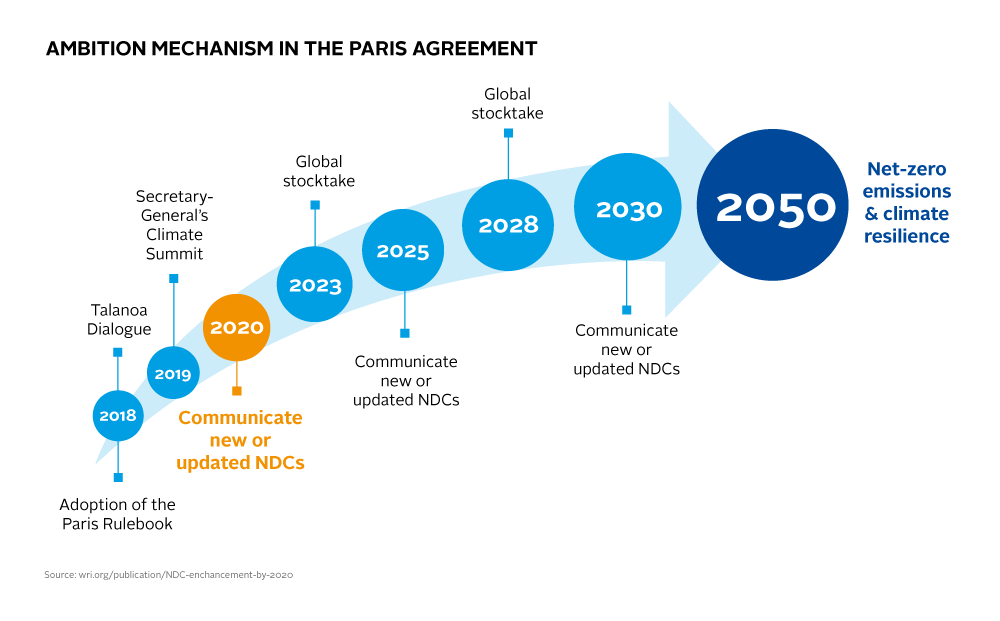 AMBITION MECHANISM IN THE PARIS AGREEMENT
Talanoa
Dialogue
2018
Adoption of the
Paris Rulebook
Secretary-
General's
Climate
Summit
2019
2020
Communicate
new or
updated NDCs
Global
stocktake
2023
2025
Communicate
new or
updated NDCs
Global
stocktake
2028
2030
Communicate
new or
updated NDCs
2050
Net-zero
emissions
& climate
resilience
Source: wri.org/publication/NDC-enchancement-by-2020